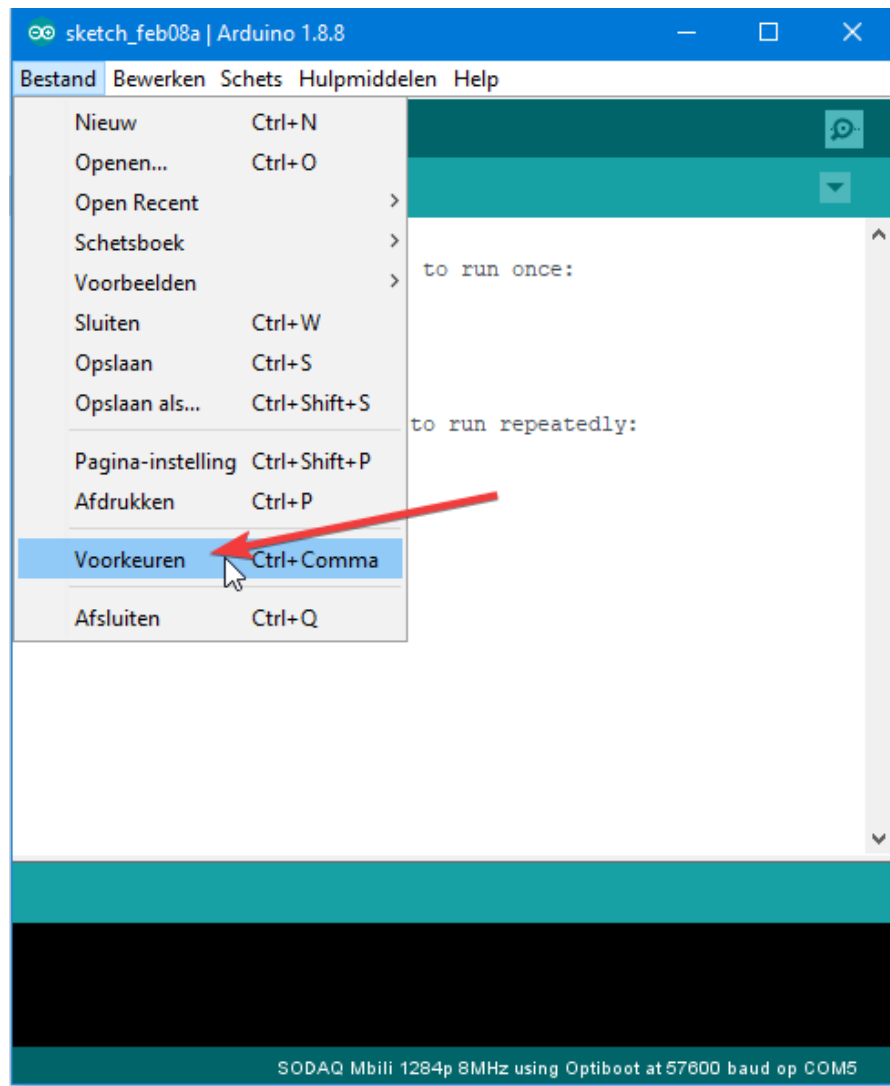 sketch_feb08a | Arduino 1.8.8
Bestand Bewerken Schets Hulpmiddelen Help
Nieuw Ctrl+N
Openen... Ctrl+O
Open Recent
Schetsboek
Voorbeelden
Sluiten Ctrl+W
Opslaan Ctrl+S
Opslaan als... Ctrl+Shift+S
Pagina-instelling Ctrl+Shift+P
Afdrukken Ctrl+P
Voorkeuren Ctrl+Comma
Afsluiten Ctrl+Q
to run once:
to run repeatedly:
SODAQ Mbili 1284p 8MHz using Optiboot at 57600 baud op COM5